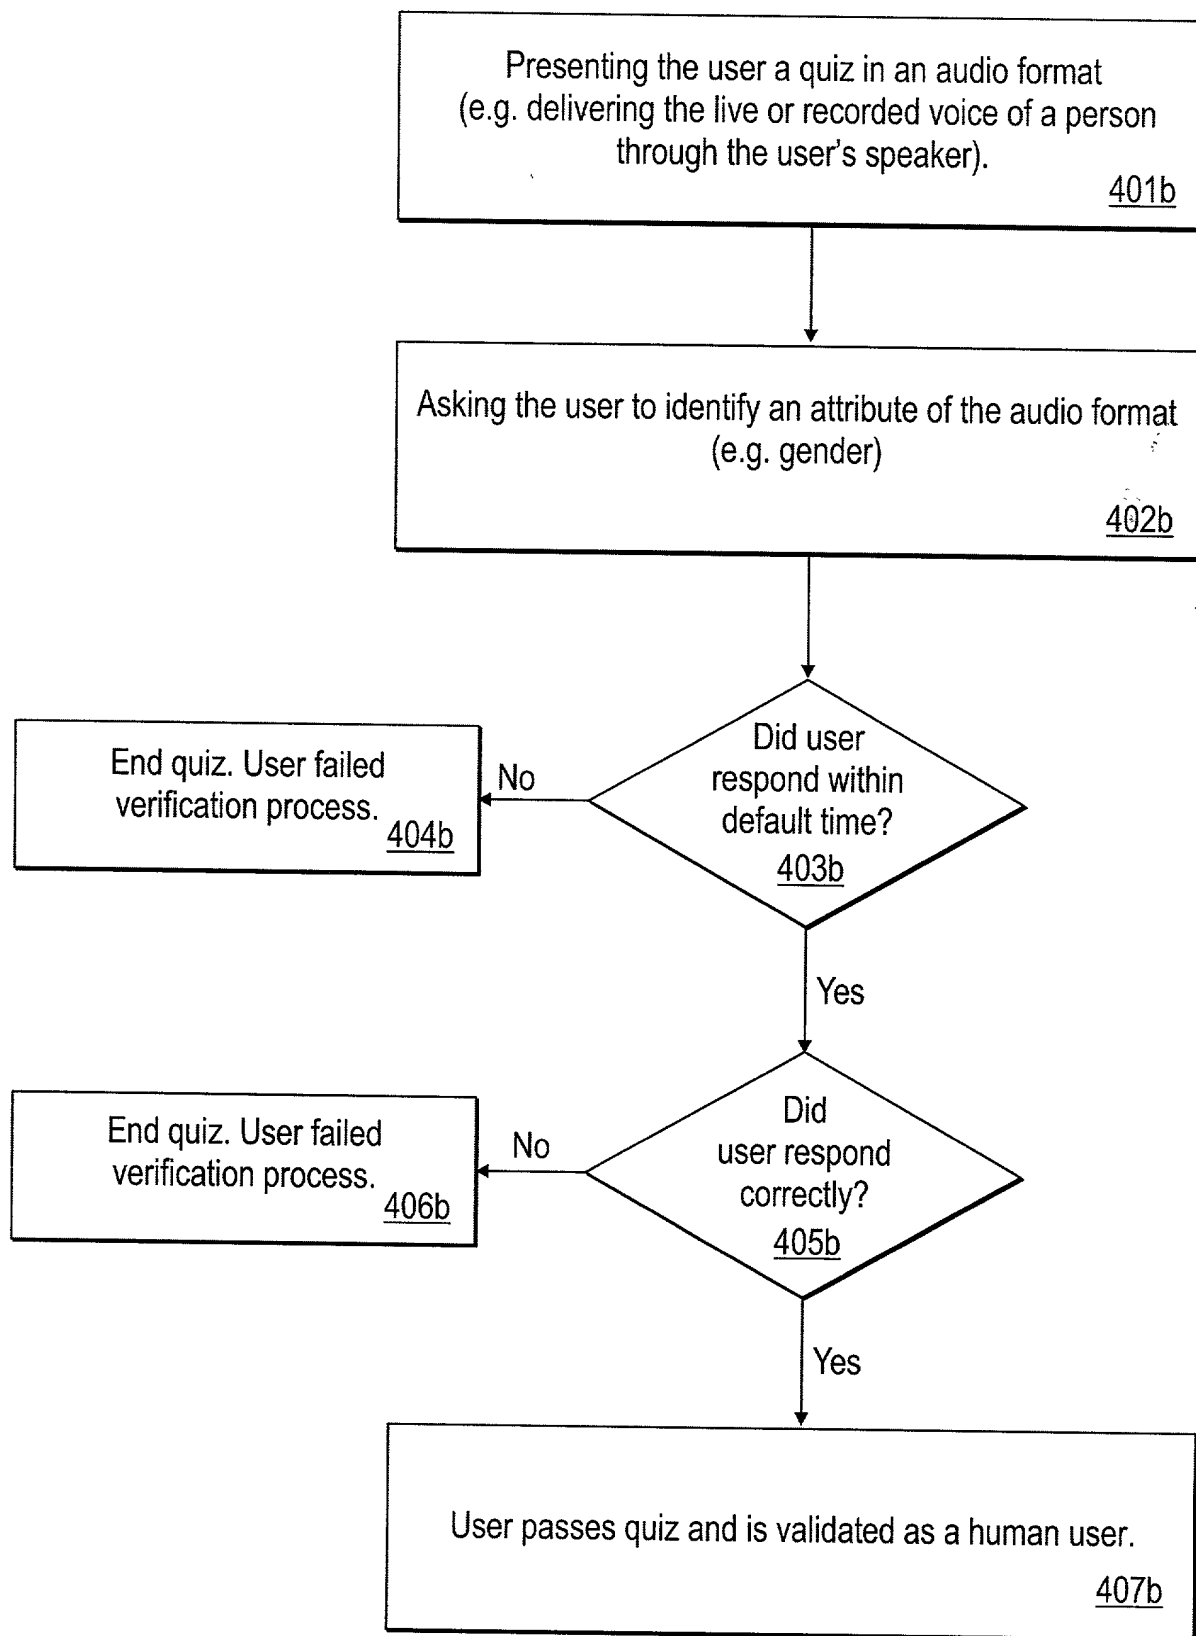 Presenting the user a quiz in an audio format
(e.g. delivering the live or recorded voice of a person
through the user's speaker).
401b
Asking the user to identify an attribute of the audio format
(e.g. gender)
402b
Did user
respond within
default time?
403b
No
End quiz. User failed
verification process.
404b
Yes
Did
user respond
correctly?
405b
No
End quiz. User failed
verification process.
406b
Yes
User passes quiz and is validated as a human user.
407b